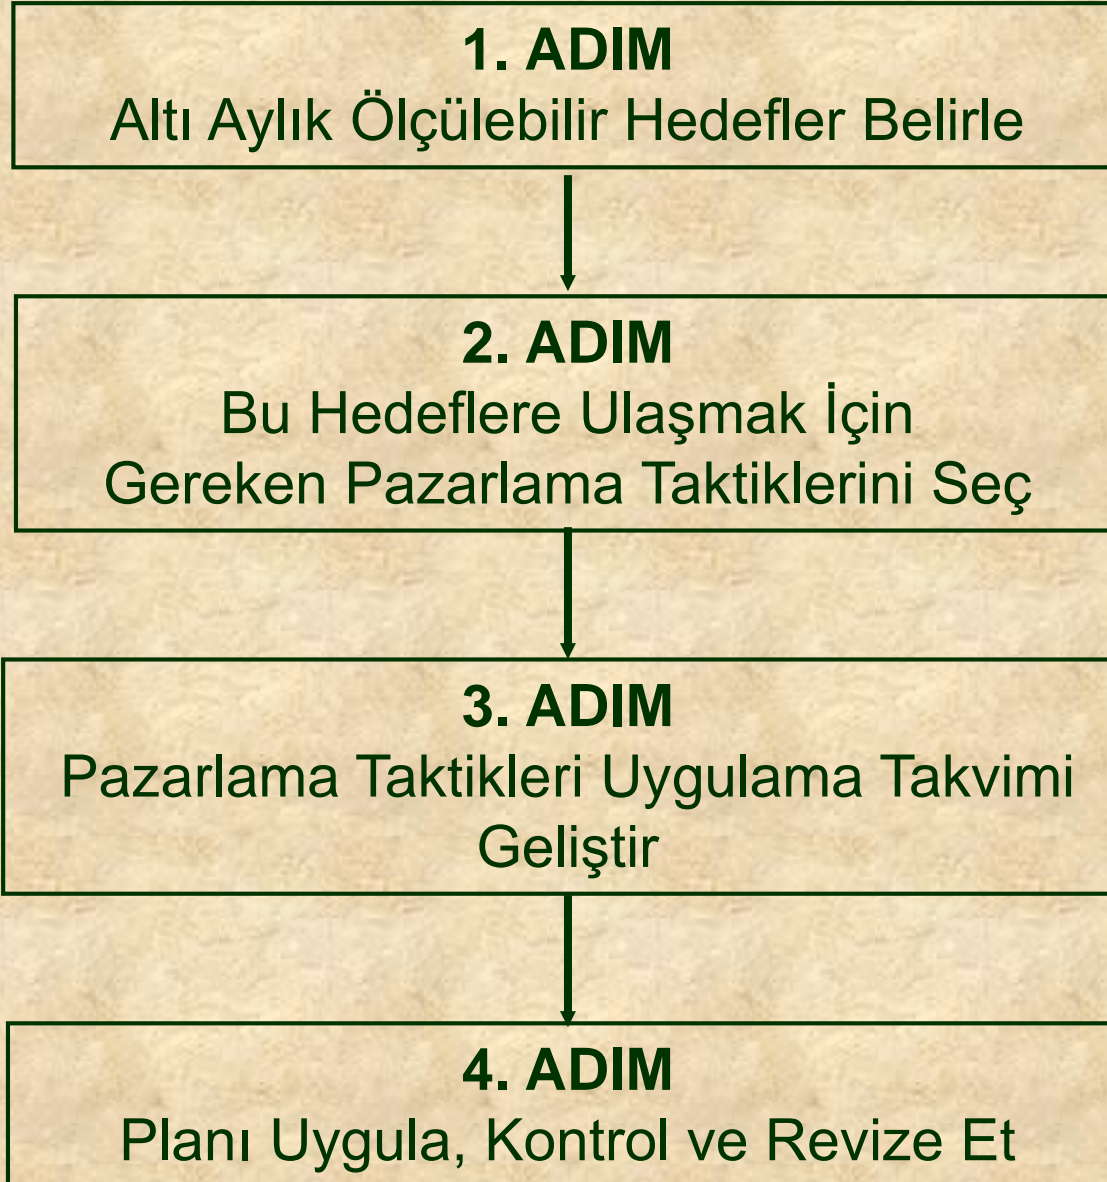 1. ADIM
Altı Aylık Ölçülebilir Hedefler Belirle
2. ADIM
Bu Hedeflere Ulaşmak İçin
Gereken Pazarlama Taktiklerini Seç
3. ADIM
Pazarlama Taktikleri Uygulama Takvimi
Geliştir
4. ADIM
Planı Uygula, Kontrol ve Revize Et